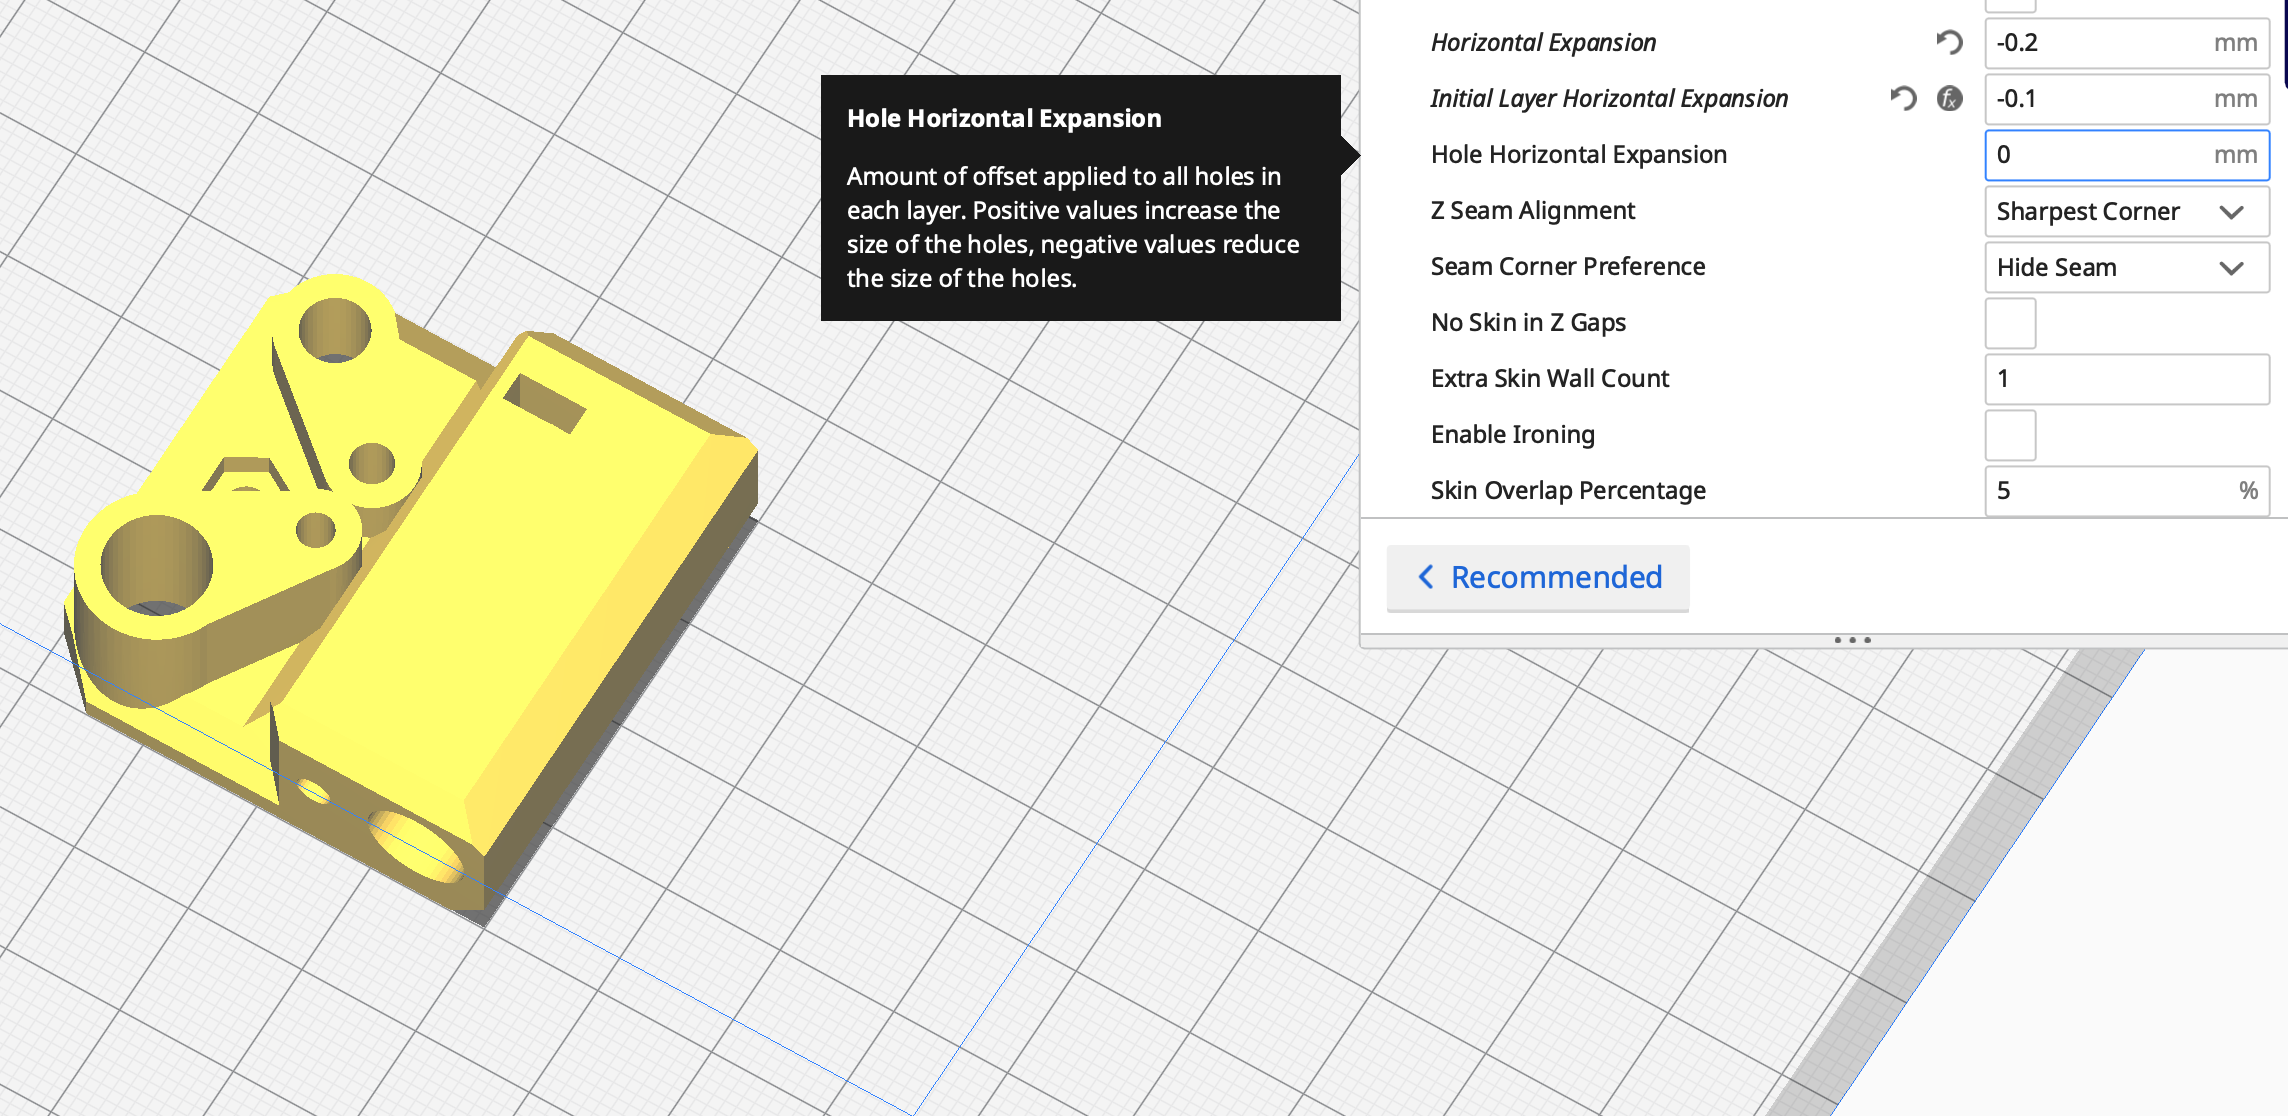 Horizontal Expansion -0.2 mm
Initial Layer Horizontal Expansion fx -0.1 mm
Hole Horizontal Expansion 0 mm
Z Seam Alignment Sharpest Corner
Seam Corner Preference Hide Seam
No Skin in Z Gaps
Extra Skin Wall Count 1
Enable Ironing
Skin Overlap Percentage 5 %
Recommended
Hole Horizontal Expansion
Amount of offset applied to all holes in
each layer. Positive values increase the
size of the holes, negative values reduce
the size of the holes.